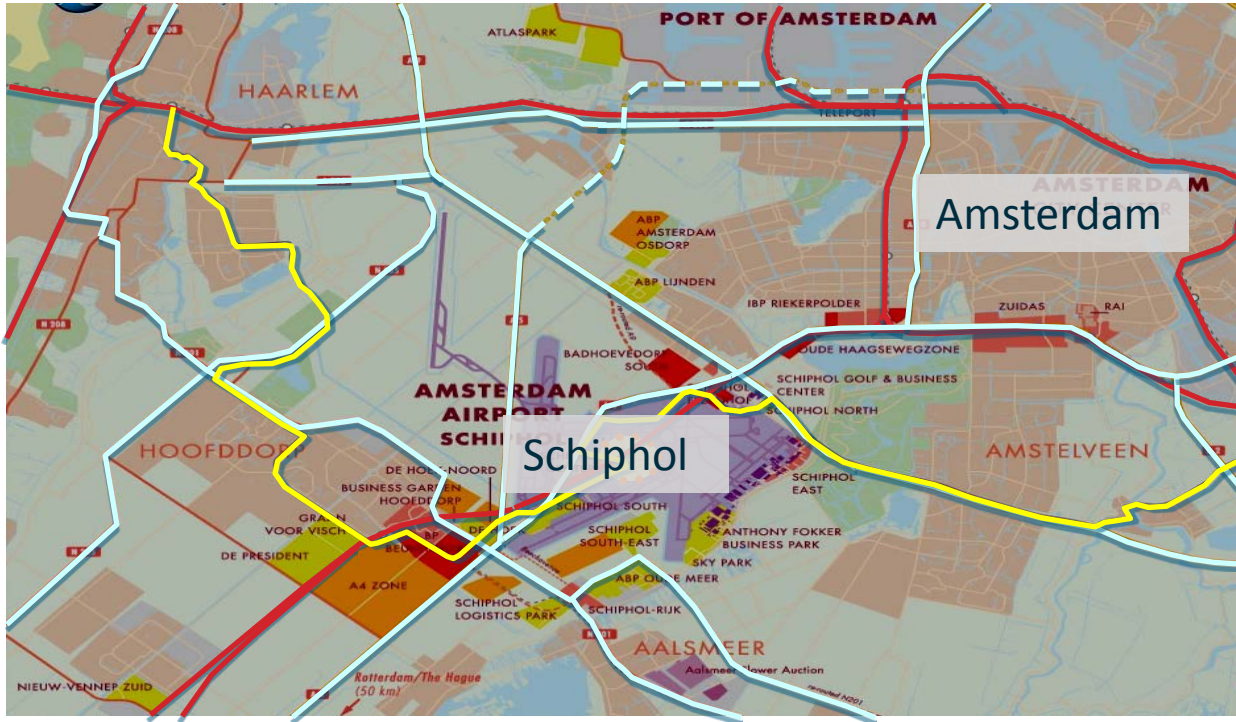 PORT OF AMSTERDAM
ATLASPARK
HAARLEM
TELEPORT
AMSTERDAM
Amsterdam
ABP
AMSTERDAM
OSDORP
ABP LIJNDEN
IBP RIEKERPOLDER
ZUIDAS
RAI
N 208
BADHOEVEDORP
OUDE HAAGSEWEGZONE
AMSTERDAM
AIRPORT
SCHIPHOL GOLF & BUSINESS
CENTER
SCHIPHOL NORTH
Schiphol
HOOFDDORP
AMSTELVEEN
DE HOEK-NOORD
BUSINESS GARDEN
HOOFDDORP
SCHIPHOL
EAST
GRAAN
VOOR VISCH
SCHIPHOL SOUTH
SCHIPHOL
SOUTH-EAST
ANTHONY FOKKER
BUSINESS PARK
DE PRESIDENT
SKY PARK
A4 ZONE
ABP OUDE MEER
SCHIPHOL
LOGISTICS PARK
SCHIPHOL-RIJK
AALSMEER
Aalsmeer Flower Auction
Rotterdam/The Hague
(50 km)
NIEUW-VENNEP ZUID
re-routed N201